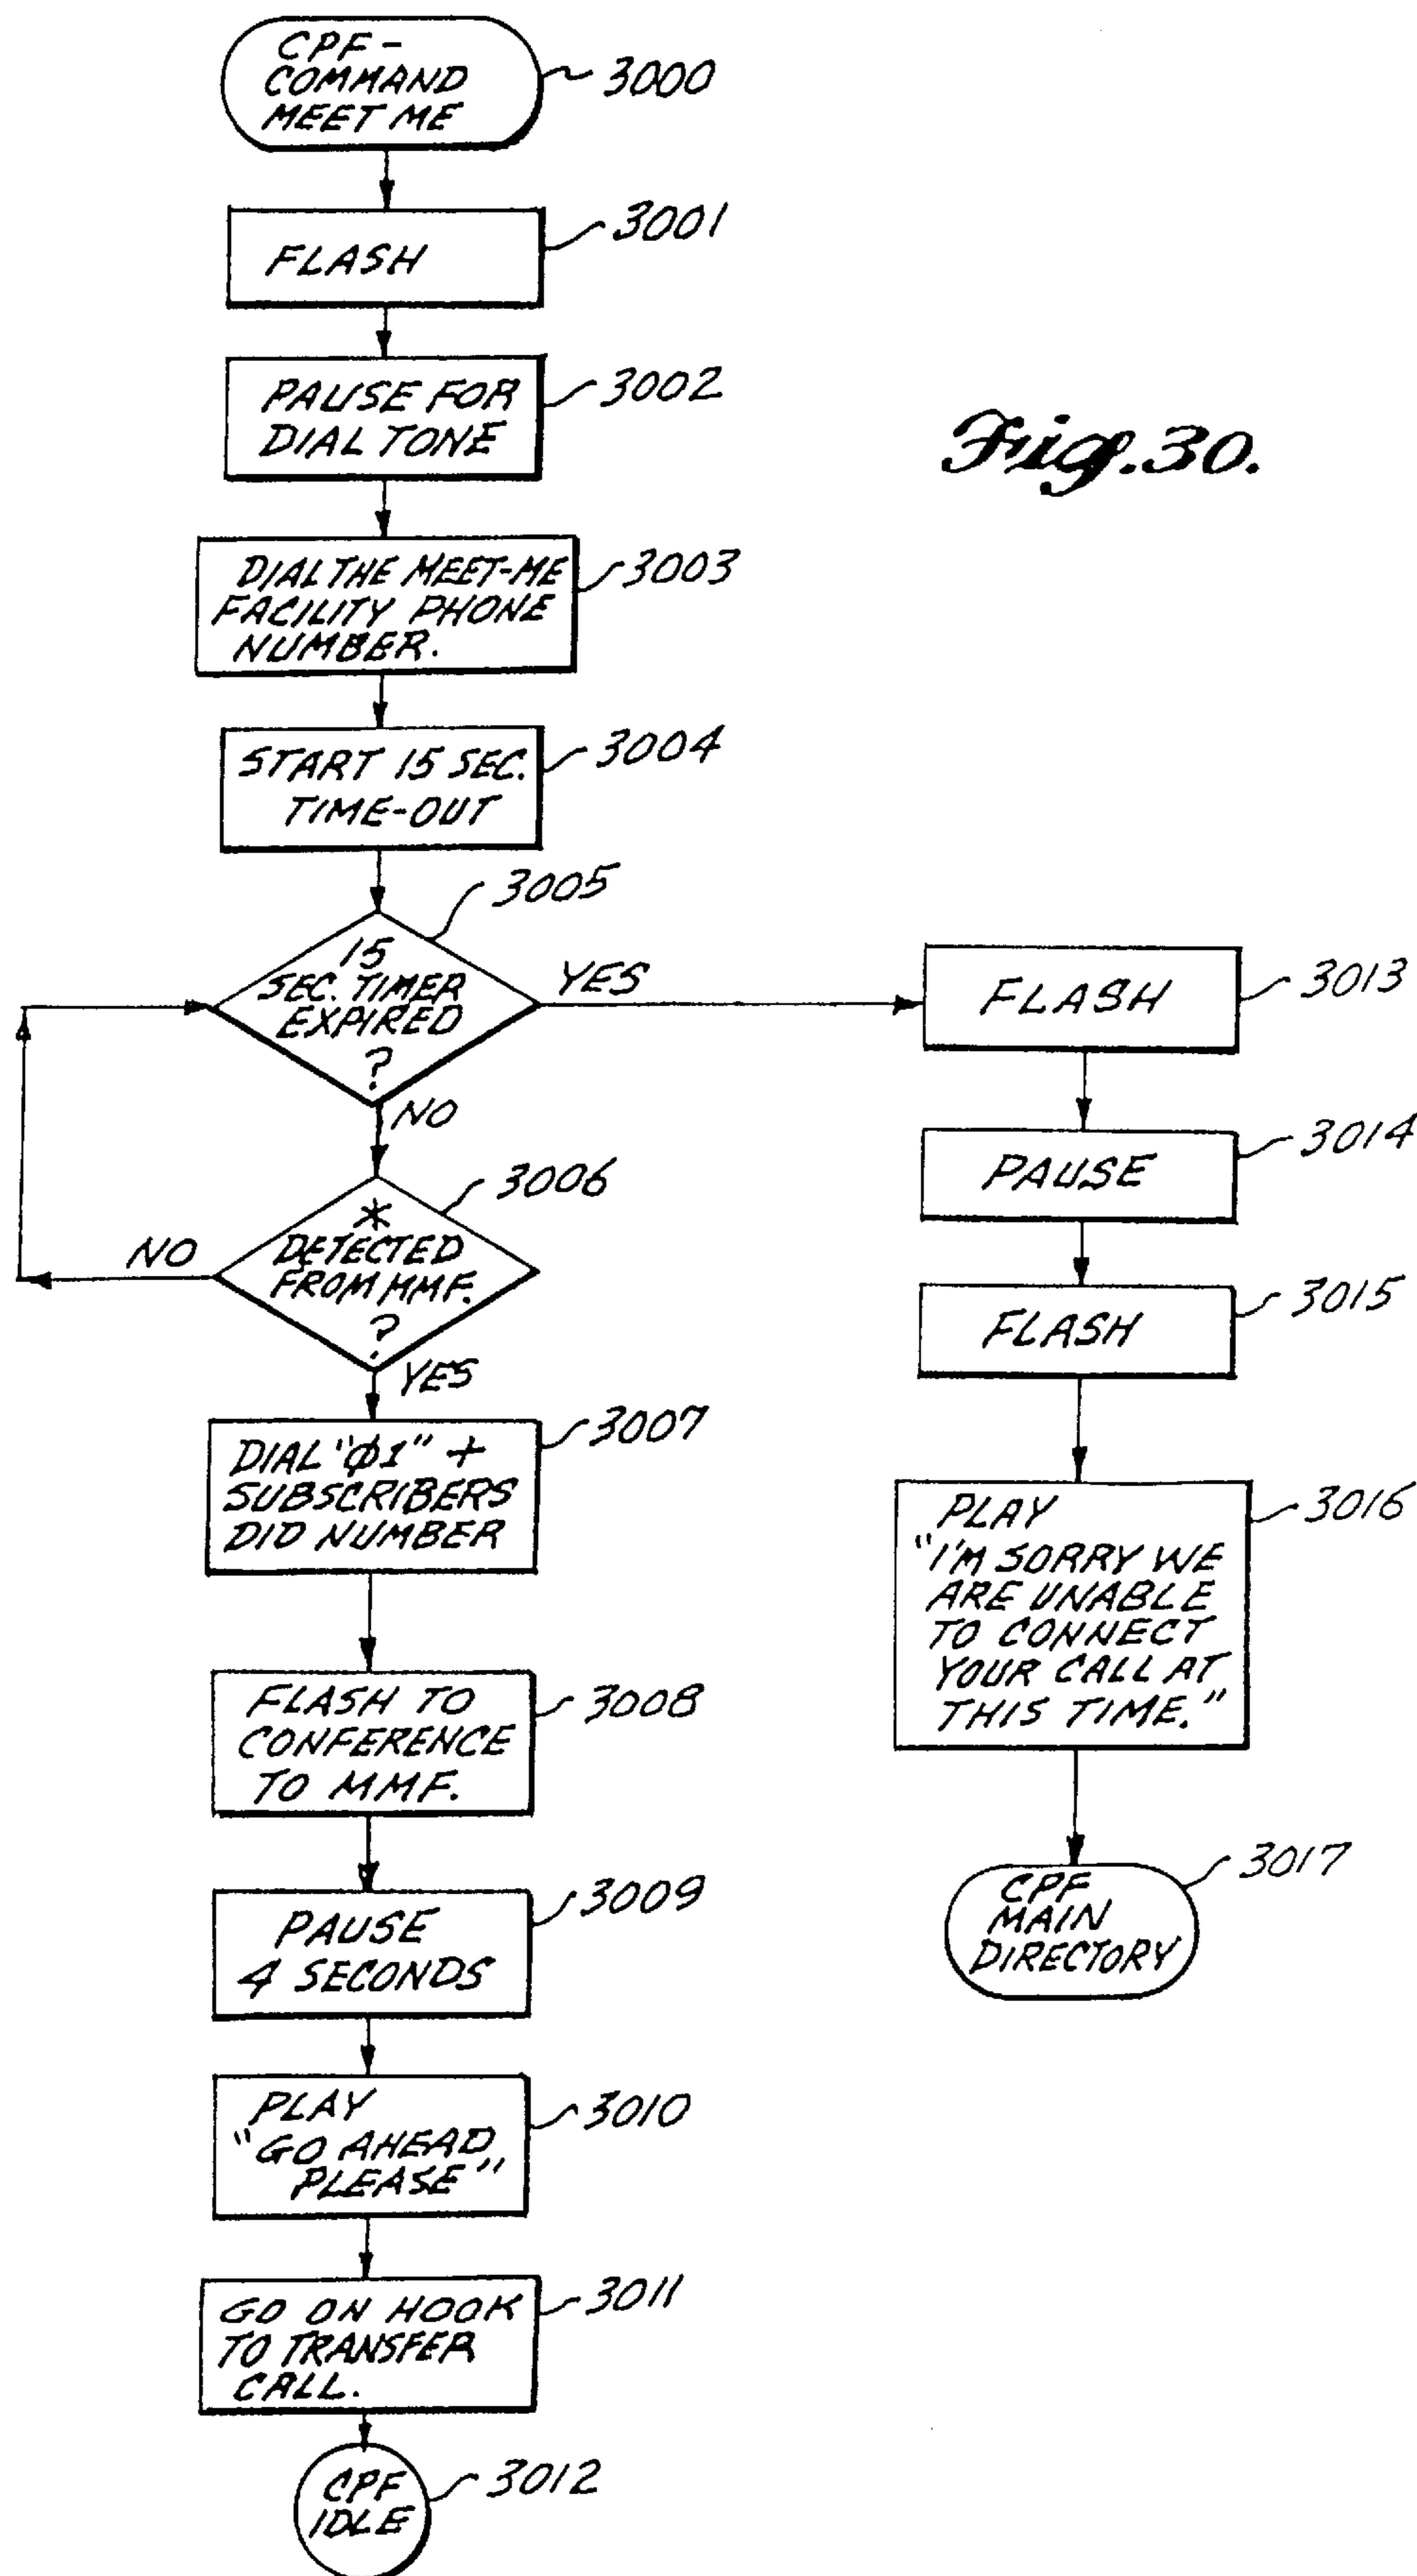 CPF-
COMMAND
MEET ME
3000
FLASH
3001
PAUSE FOR
DIAL TONE
3002
Fig. 30.
DIAL THE MEET-ME
FACILITY PHONE
NUMBER.
3003
START 15 SEC.
TIME-OUT
3004
3005
15
SEC. TIMER
EXPIRED
?
YES
NO
3006
*
DETECTED
FROM MMF.
?
NO
YES
DIAL "Ø1" +
SUBSCRIBERS
DID NUMBER
3007
FLASH TO
CONFERENCE
TO MMF.
3008
PAUSE
4 SECONDS
3009
PLAY
"GO AHEAD
PLEASE"
3010
GO ON HOOK
TO TRANSFER
CALL.
3011
CPF
IDLE
3012
FLASH
3013
PAUSE
3014
FLASH
3015
PLAY
"I'M SORRY WE
ARE UNABLE
TO CONNECT
YOUR CALL AT
THIS TIME."
3016
CPF
MAIN
DIRECTORY
3017